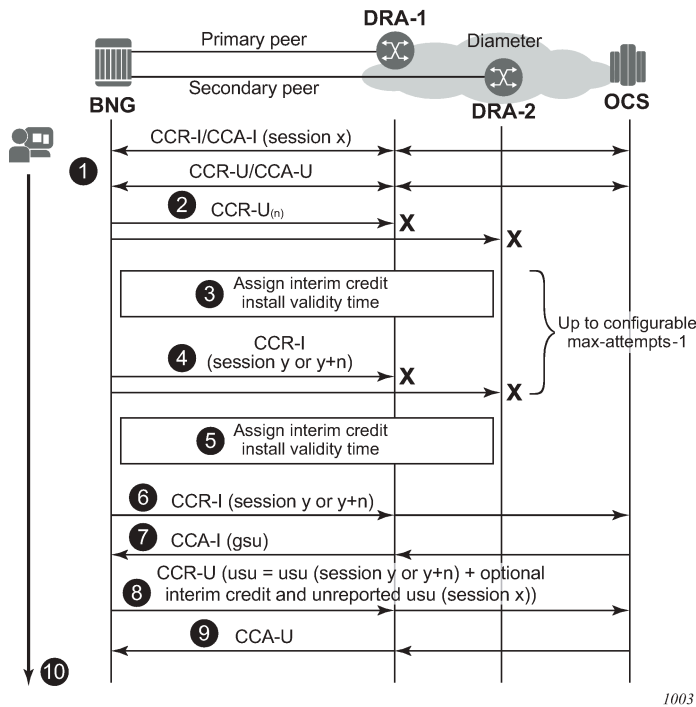 DRA-1
Primary peer
Diameter
Secondary peer
BNG
DRA-2
OCS
CCR-I/CCA-I (session x)
1
CCR-U/CCA-U
2
CCR-U(n)
X
X
3
Assign interim credit
install validity time
Up to configurable
max-attempts-1
4
CCR-I
(session y or y+n)
X
X
5
Assign interim credit
install validity time
6
CCR-I (session y or y+n)
7
CCA-I (gsu)
8
CCR-U (usu = usu (session y or y+n) + optional
interim credit and unreported usu (session x))
9
CCA-U
10
1003